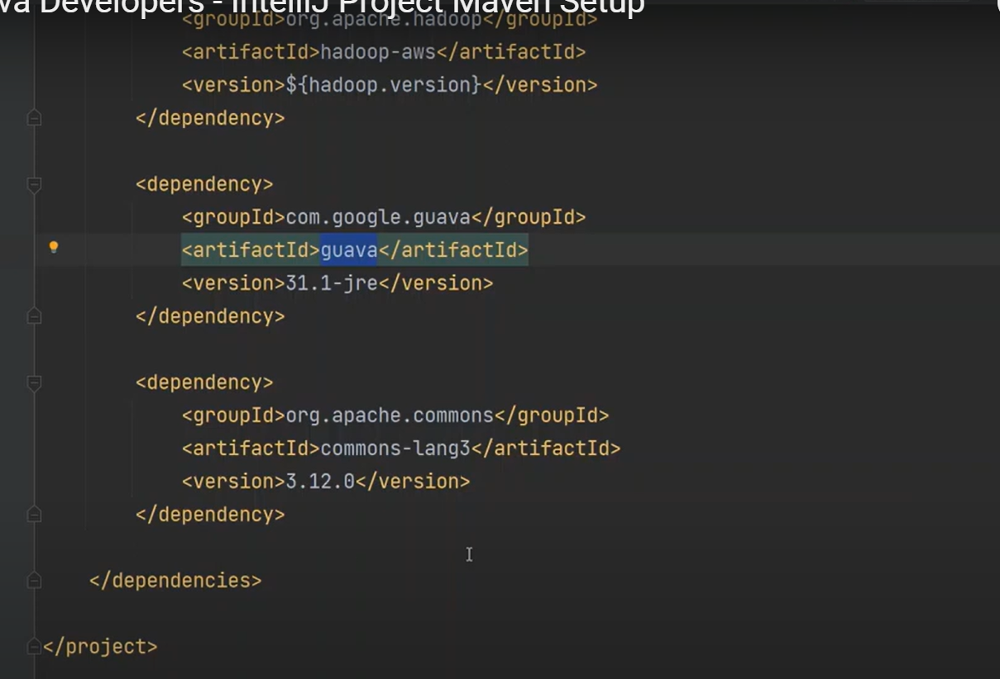 va Developers - IntelliJ Project Maven Setup
<groupId>org.apache.hadoop</groupId>
<artifactId>hadoop-aws</artifactId>
<version>${hadoop.version}</version>
</dependency>
<dependency>
<groupId>com.google.guava</groupId>
<artifactId>guava</artifactId>
<version>31.1-jre</version>
</dependency>
<dependency>
<groupId>org.apache.commons</groupId>
<artifactId>commons-lang3</artifactId>
<version>3.12.0</version>
</dependency>
</dependencies>
</project>